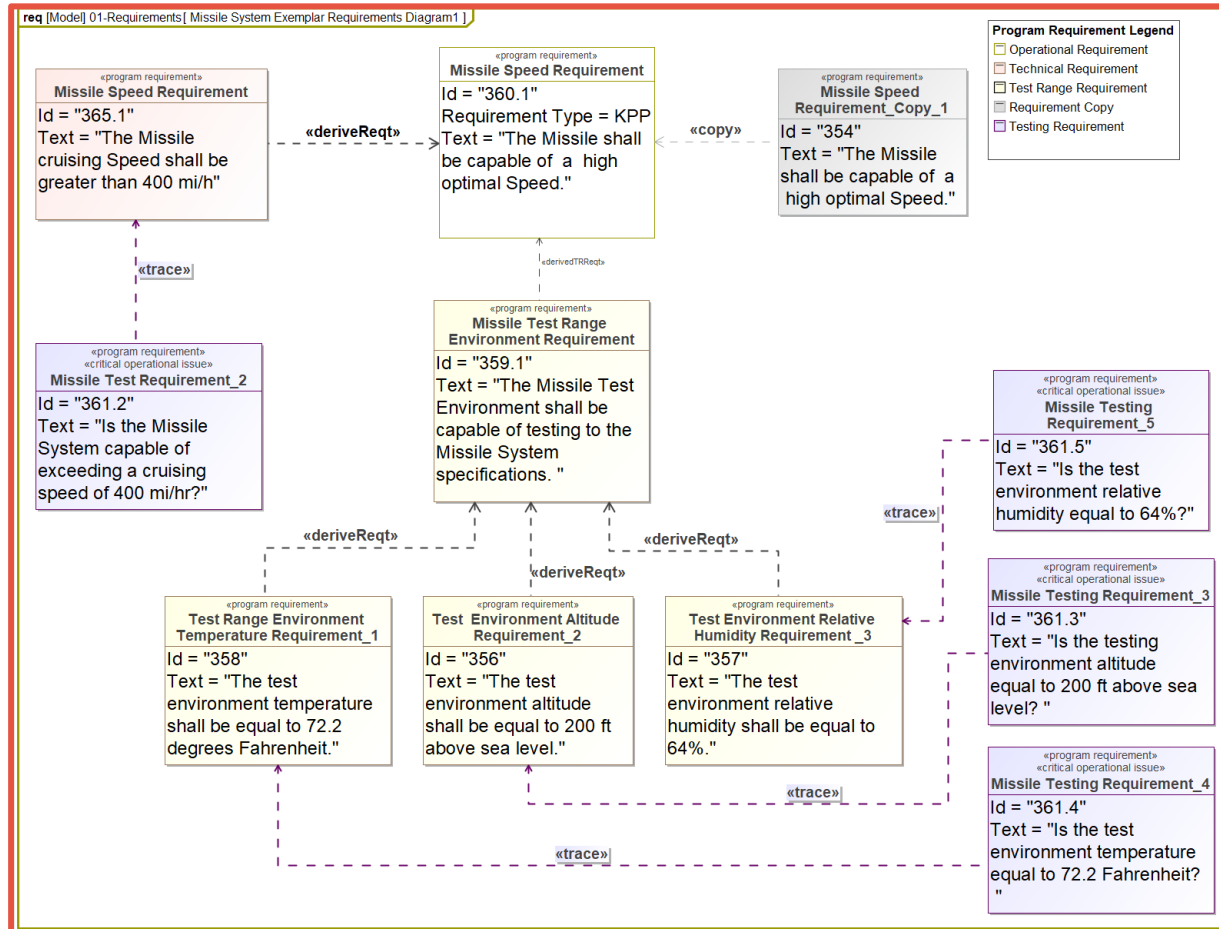 req [Model] 01-Requirements[ Missile System Exemplar Requirements Diagram1 ]
Program Requirement Legend
Operational Requirement
Technical Requirement
Test Range Requirement
Requirement Copy
Testing Requirement
«program requirement»
Missile Speed Requirement
Id = "365.1"
Text = "The Missile
cruising Speed shall be
greater than 400 mi/h"
«deriveReqt»
«program requirement»
Missile Speed Requirement
Id = "360.1"
Requirement Type = KPP
Text = "The Missile shall
be capable of  a  high
optimal Speed."
«copy»
«program requirement»
Missile Speed
Requirement_Copy_1
Id = "354"
Text = "The Missile
shall be capable of  a
high optimal Speed."
«trace»
«derivedTRReqt»
«program requirement»
«critical operational issue»
Missile Test Requirement_2
Id = "361.2"
Text = "Is the Missile
System capable of
exceeding a cruising
speed of 400 mi/hr?"
«program requirement»
Missile Test Range
Environment Requirement
Id = "359.1"
Text = "The Missile Test
Environment shall be
capable of testing to the
Missile System
specifications. "
«program requirement»
«critical operational issue»
Missile Testing
Requirement_5
Id = "361.5"
Text = "Is the test
environment relative
humidity equal to 64%?"
«trace»
«deriveReqt»
«deriveReqt»
«deriveReqt»
«program requirement»
Test Range Environment
Temperature Requirement_1
Id = "358"
Text = "The test
environment temperature
shall be equal to 72.2
degrees Fahrenheit."
«program requirement»
Test  Environment Altitude
Requirement_2
Id = "356"
Text = "The test
environment altitude
shall be equal to 200 ft
above sea level."
«program requirement»
Test Environment Relative
Humidity Requirement _3
Id = "357"
Text = "The test
environment relative
humidity shall be equal to
64%."
«program requirement»
«critical operational issue»
Missile Testing Requirement_3
Id = "361.3"
Text = "Is the testing
environment altitude
equal to 200 ft above sea
level? "
«trace»
«program requirement»
«critical operational issue»
Missile Testing Requirement_4
Id = "361.4"
Text = "Is the test
environment temperature
equal to 72.2 Fahrenheit?
"
«trace»